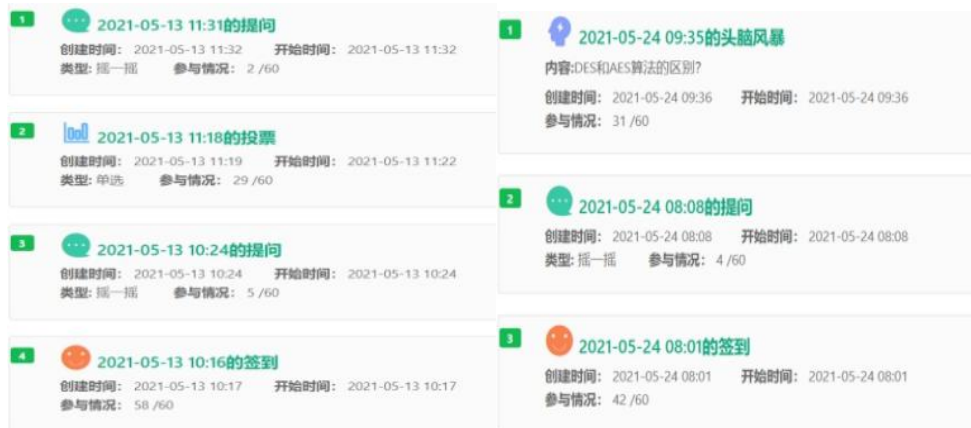 1
2021-05-13 11:31的提问
创建时间: 2021-05-13 11:32 开始时间: 2021-05-13 11:32
类型: 摇一摇 参与情况: 2 /60
2
2021-05-13 11:18的投票
创建时间: 2021-05-13 11:19 开始时间: 2021-05-13 11:22
类型: 单选 参与情况: 29 /60
3
2021-05-13 10:24的提问
创建时间: 2021-05-13 10:24 开始时间: 2021-05-13 10:24
类型: 摇一摇 参与情况: 5 /60
4
2021-05-13 10:16的签到
创建时间: 2021-05-13 10:17 开始时间: 2021-05-13 10:17
参与情况: 58 /60
1
2021-05-24 09:35的头脑风暴
内容:DES和AES算法的区别?
创建时间: 2021-05-24 09:36 开始时间: 2021-05-24 09:36
参与情况: 31 /60
2
2021-05-24 08:08的提问
创建时间: 2021-05-24 08:08 开始时间: 2021-05-24 08:08
类型: 摇一摇 参与情况: 4 /60
3
2021-05-24 08:01的签到
创建时间: 2021-05-24 08:01 开始时间: 2021-05-24 08:01
参与情况: 42 /60